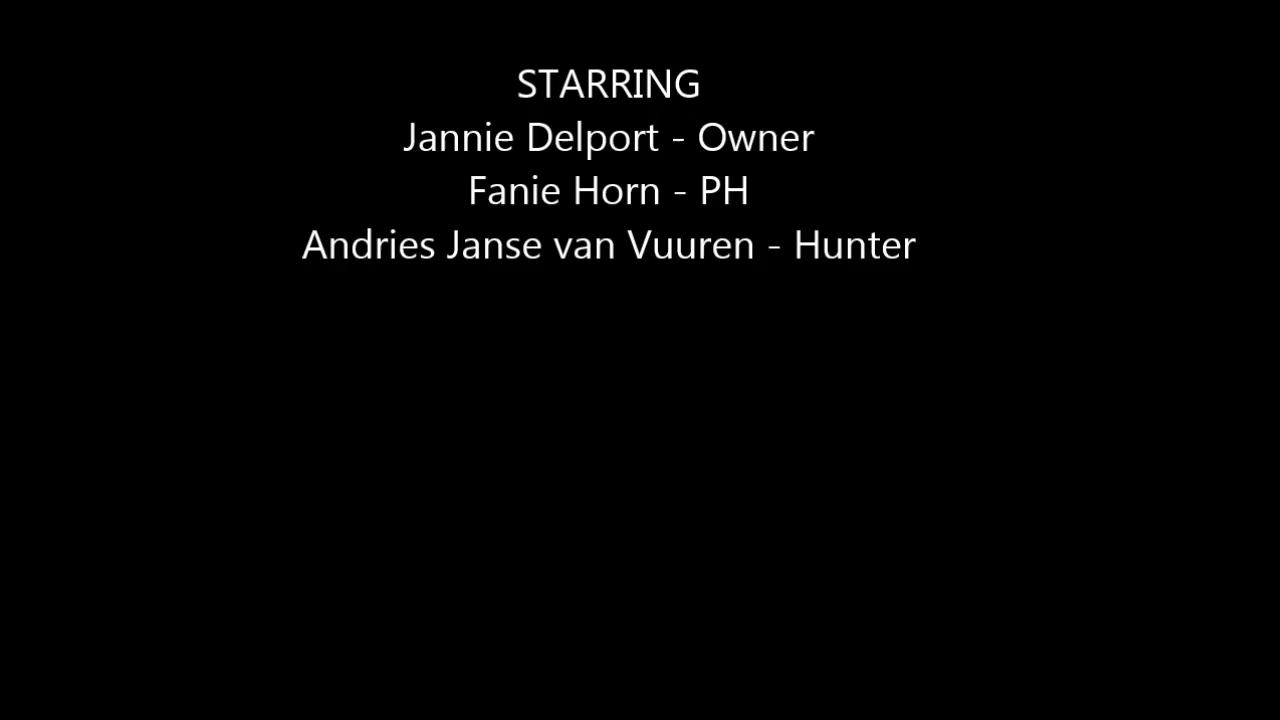 STARRING
Jannie Delport - Owner
Fanie Horn - PH
Andries Janse van Vuuren - Hunter